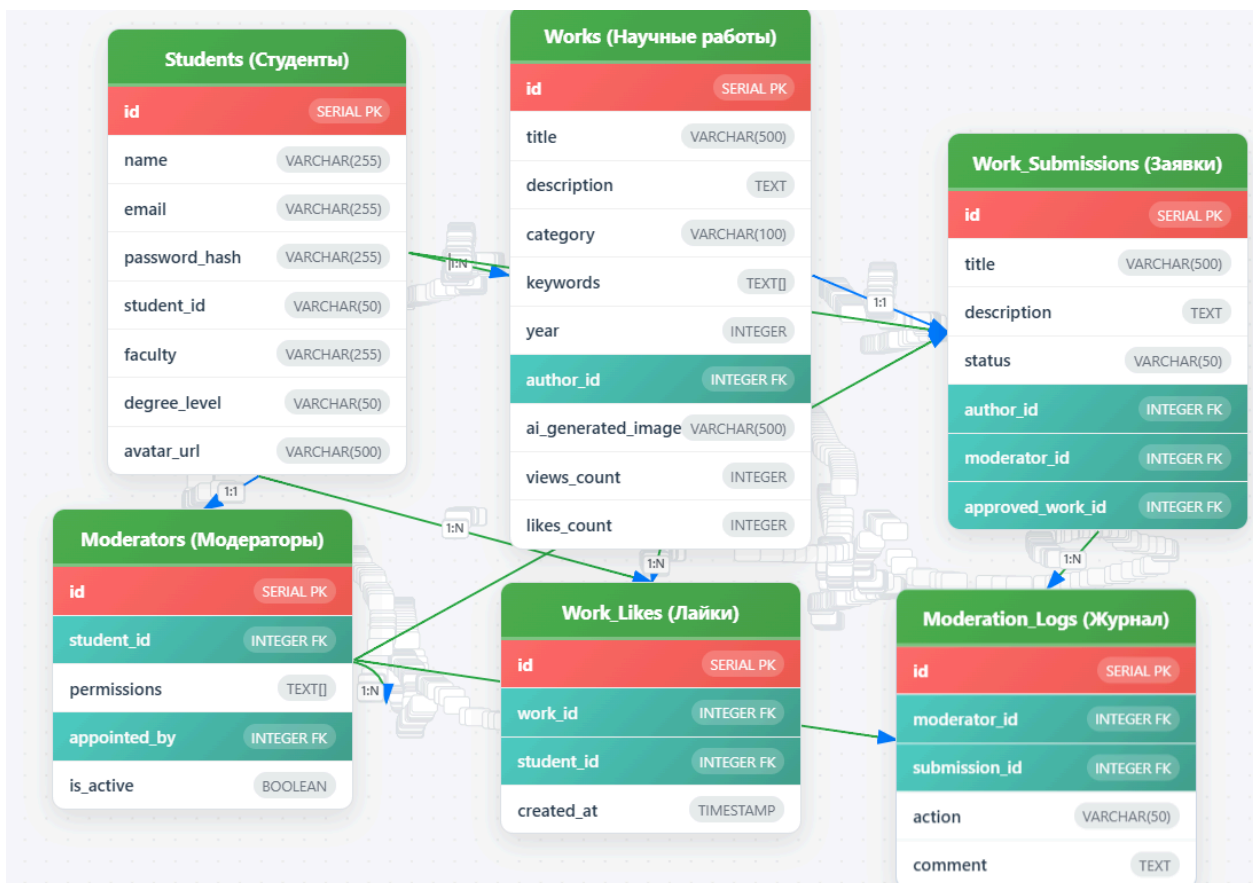 Students (Студенты)
id SERIAL PK
name VARCHAR(255)
email VARCHAR(255)
password_hash VARCHAR(255)
student_id VARCHAR(50)
faculty VARCHAR(255)
degree_level VARCHAR(50)
avatar_url VARCHAR(500)
Works (Научные работы)
id SERIAL PK
title VARCHAR(500)
description TEXT
category VARCHAR(100)
keywords TEXT[]
year INTEGER
author_id INTEGER FK
ai_generated_image VARCHAR(500)
views_count INTEGER
likes_count INTEGER
Work_Submissions (Заявки)
id SERIAL PK
title VARCHAR(500)
description TEXT
status VARCHAR(50)
author_id INTEGER FK
moderator_id INTEGER FK
approved_work_id INTEGER FK
1:N
1:1
1:1
1:N
1:N
1:N
1:N
Moderators (Модераторы)
id SERIAL PK
student_id INTEGER FK
permissions TEXT[]
appointed_by INTEGER FK
is_active BOOLEAN
Work_Likes (Лайки)
id SERIAL PK
work_id INTEGER FK
student_id INTEGER FK
created_at TIMESTAMP
Moderation_Logs (Журнал)
id SERIAL PK
moderator_id INTEGER FK
submission_id INTEGER FK
action VARCHAR(50)
comment TEXT